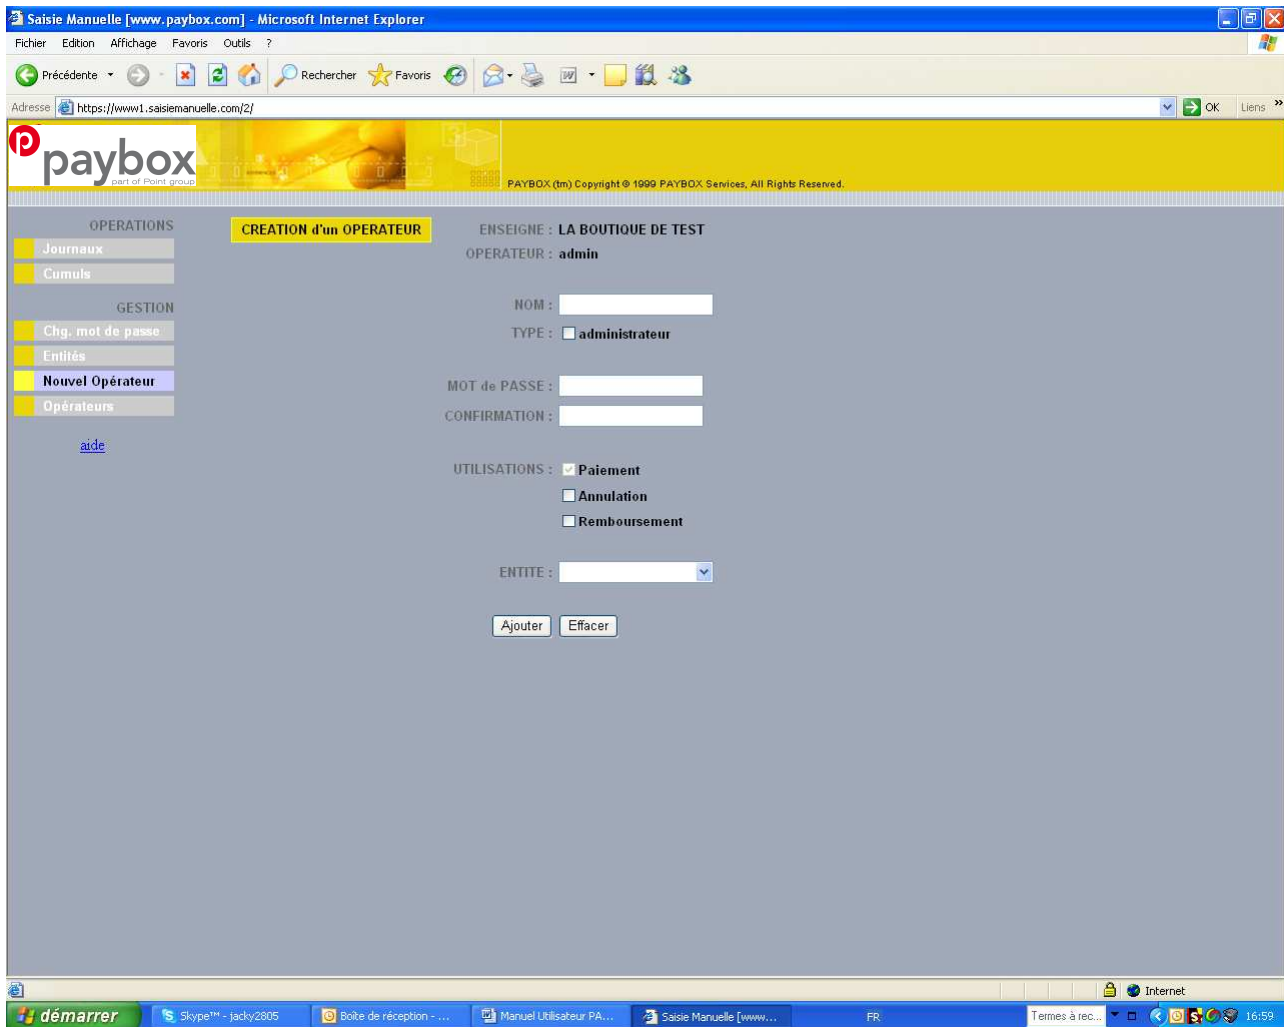 Saisie Manuelle [www.paybox.com] - Microsoft Internet Explorer
Fichier Edition Affichage Favoris Outils ?
Précédente Rechercher Favoris
Adresse https://www1.saisiemanuelle.com/2/ OK Liens »
paybox
part of Point group
PAYBOX (tm) Copyright © 1999 PAYBOX Services, All Rights Reserved.
OPERATIONS
Journaux
Cumuls
GESTION
Chg. mot de passe
Entités
Nouvel Opérateur
Opérateurs
aide
CREATION d'un OPERATEUR
ENSEIGNE : LA BOUTIQUE DE TEST
OPERATEUR : admin
NOM :
TYPE : administrateur
MOT de PASSE :
CONFIRMATION :
UTILISATIONS : Paiement
Annulation
Remboursement
ENTITE :
Ajouter Effacer
Internet
démarrer Skype™ - jacky2805 Boîte de réception - ... Manuel Utilisateur PA... Saisie Manuelle [www... FR Termes à rec... 16:59